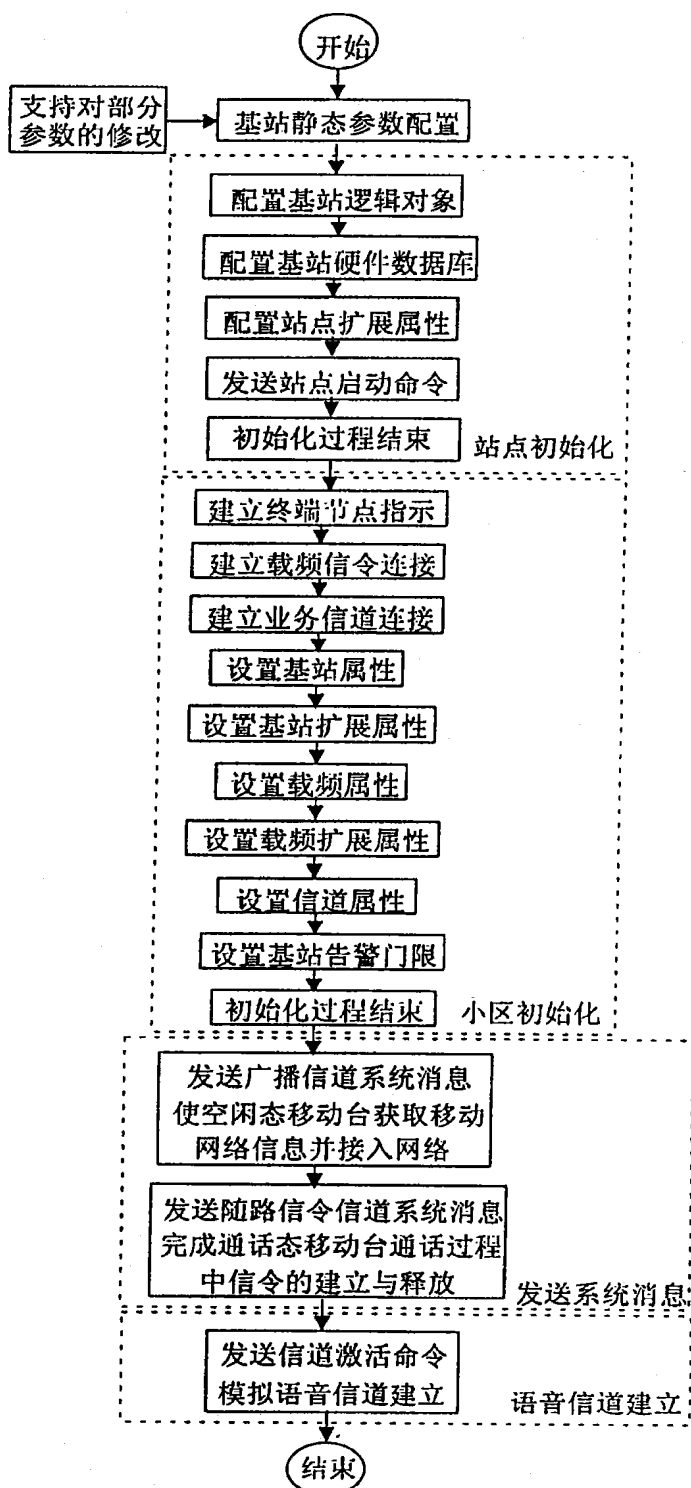 开始
支持对部分
参数的修改
基站静态参数配置
配置基站逻辑对象
配置基站硬件数据库
配置站点扩展属性
发送站点启动命令
初始化过程结束
站点初始化
建立终端节点指示
建立载频信令连接
建立业务信道连接
设置基站属性
设置基站扩展属性
设置载频属性
设置载频扩展属性
设置信道属性
设置基站告警门限
初始化过程结束
小区初始化
发送广播信道系统消息
使空闲态移动台获取移动
网络信息并接入网络
发送随路信令信道系统消息
完成通话态移动台通话过程
中信令的建立与释放
发送系统消息
发送信道激活命令
模拟语音信道建立
语音信道建立
结束